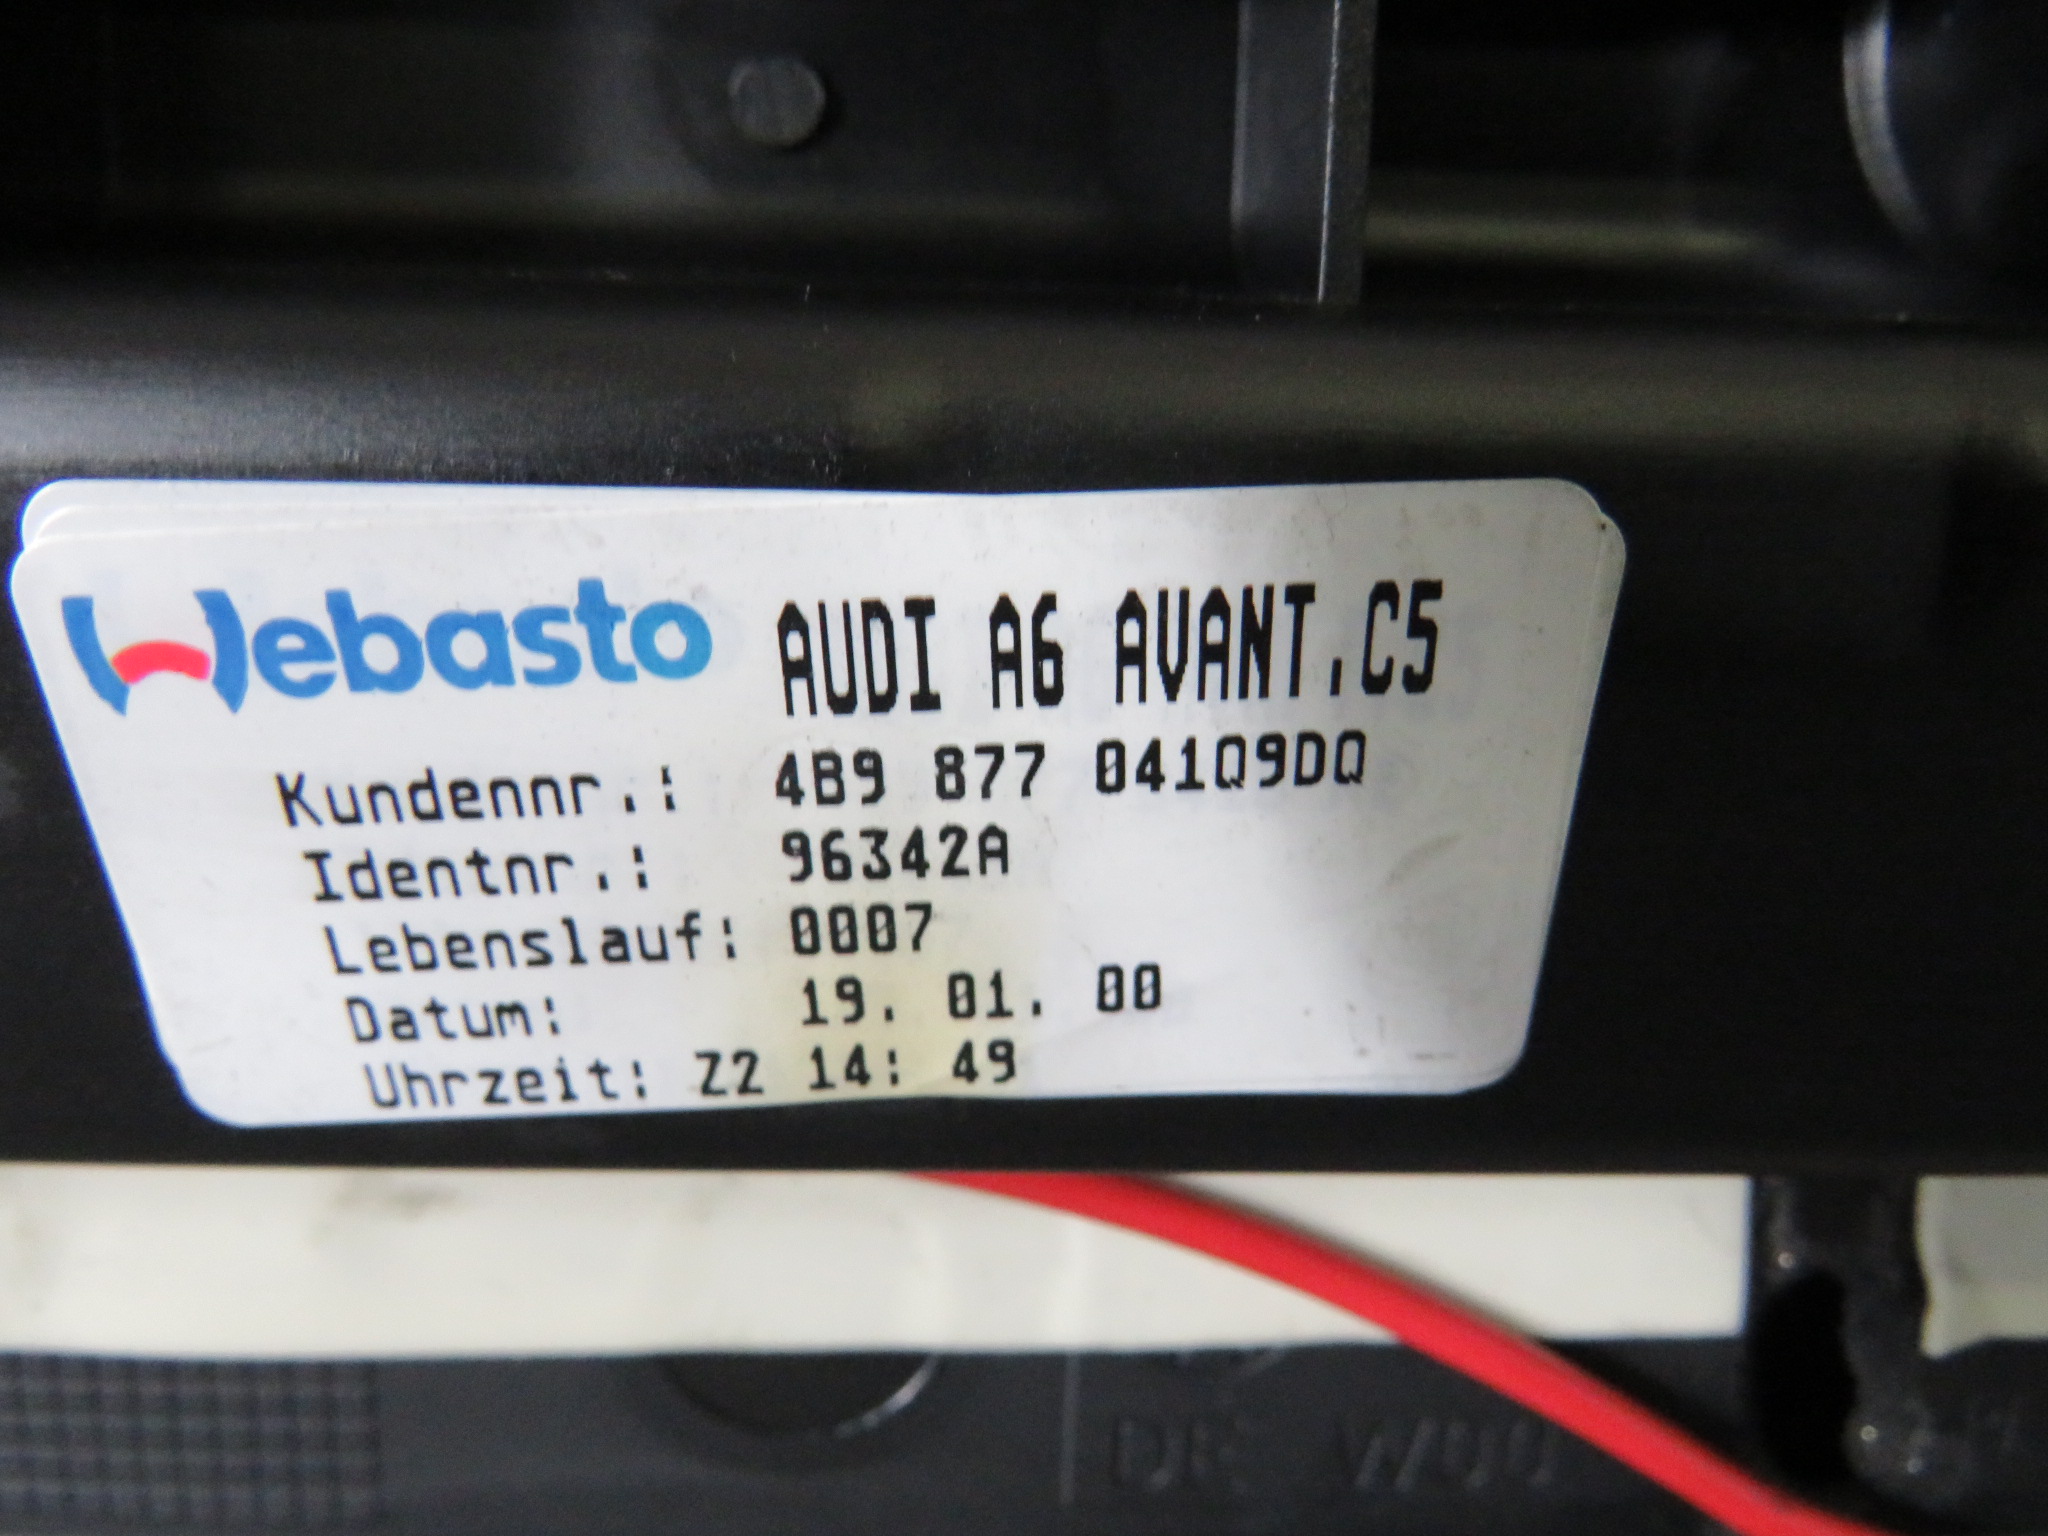 Webasto AUDI A6 AVANT.C5
Kundennr.: 4B9 877 041Q9DQ
Identnr.: 96342A
Lebenslauf: 0007
Datum: 19. 01. 00
Uhrzeit: Z2 14: 49